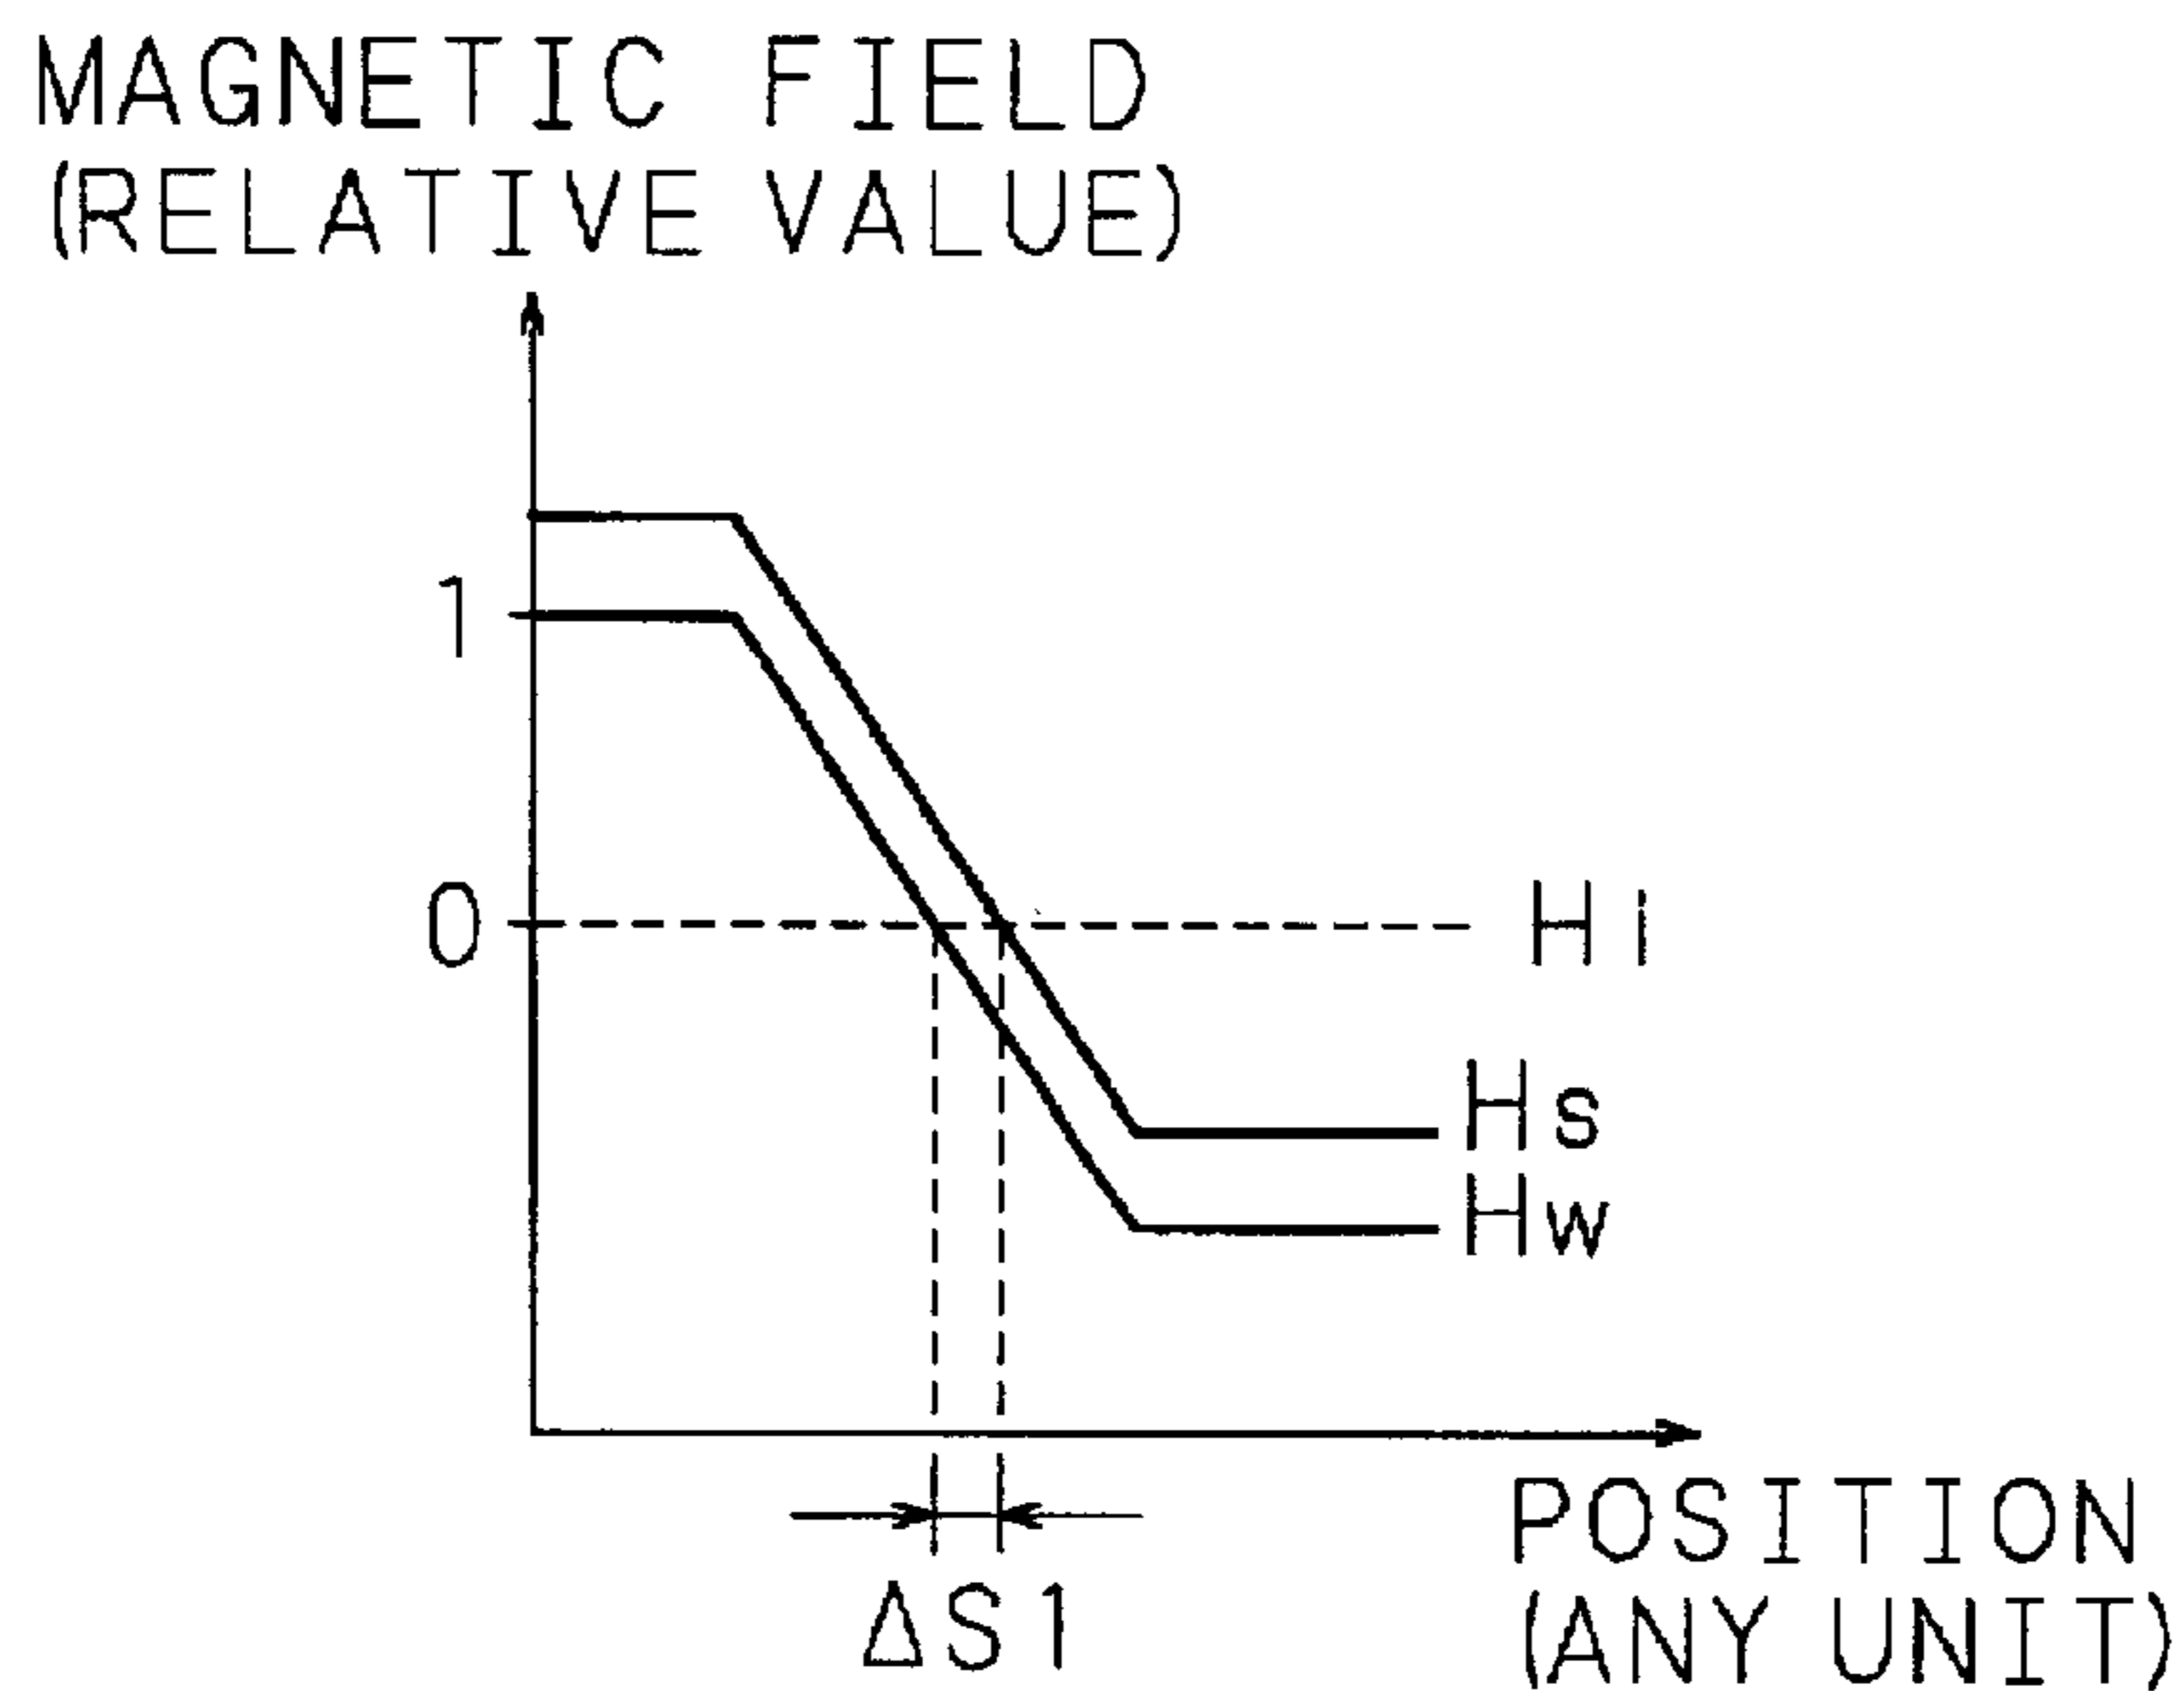 MAGNETIC FIELD
(RELATIVE VALUE)
1
0
Hi
Hs
Hw
POSITION
(ANY UNIT)
ΔS1